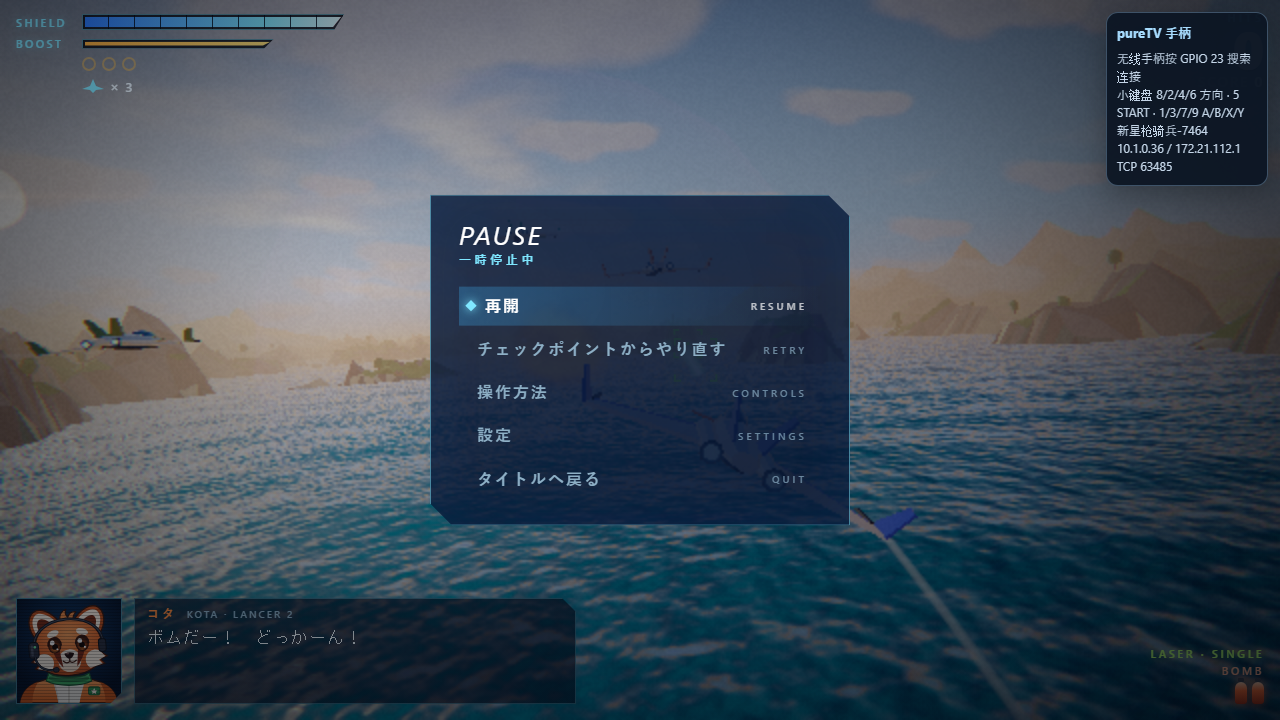 SHIELD
BOOST
× 3
pureTV 手柄
无线手柄按 GPIO 23 搜索
连接
小键盘 8/2/4/6 方向 · 5
START · 1/3/7/9 A/B/X/Y
新星枪骑兵-7464
10.1.0.36 / 172.21.112.1
TCP 63485
PAUSE
一時停止中
再開 RESUME
チェックポイントからやり直す RETRY
操作方法 CONTROLS
設定 SETTINGS
タイトルへ戻る QUIT
コタ KOTA · LANCER 2
ボムだー！　どっかーん！
LASER · SINGLE
BOMB